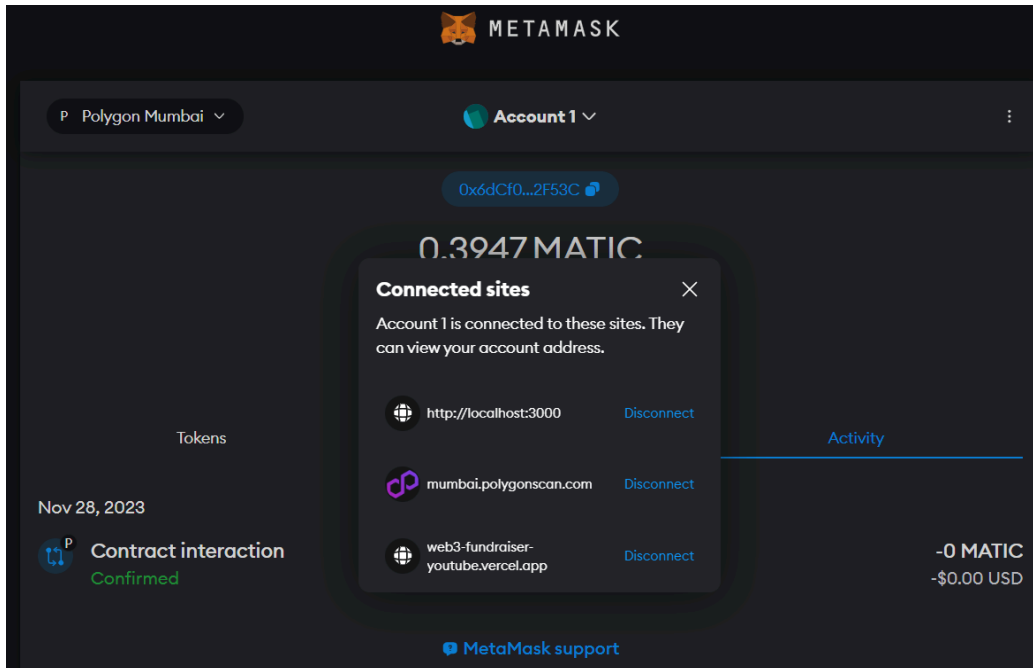 METAMASK
P Polygon Mumbai
Account 1
0x6dCf0...2F53C
0.3947 MATIC
Connected sites
Account 1 is connected to these sites. They
can view your account address.
http://localhost:3000 Disconnect
Tokens
Activity
mumbai.polygonscan.com Disconnect
Nov 28, 2023
P
Contract interaction
-0 MATIC
Confirmed
-$0.00 USD
web3-fundraiser-
youtube.vercel.app
Disconnect
MetaMask support